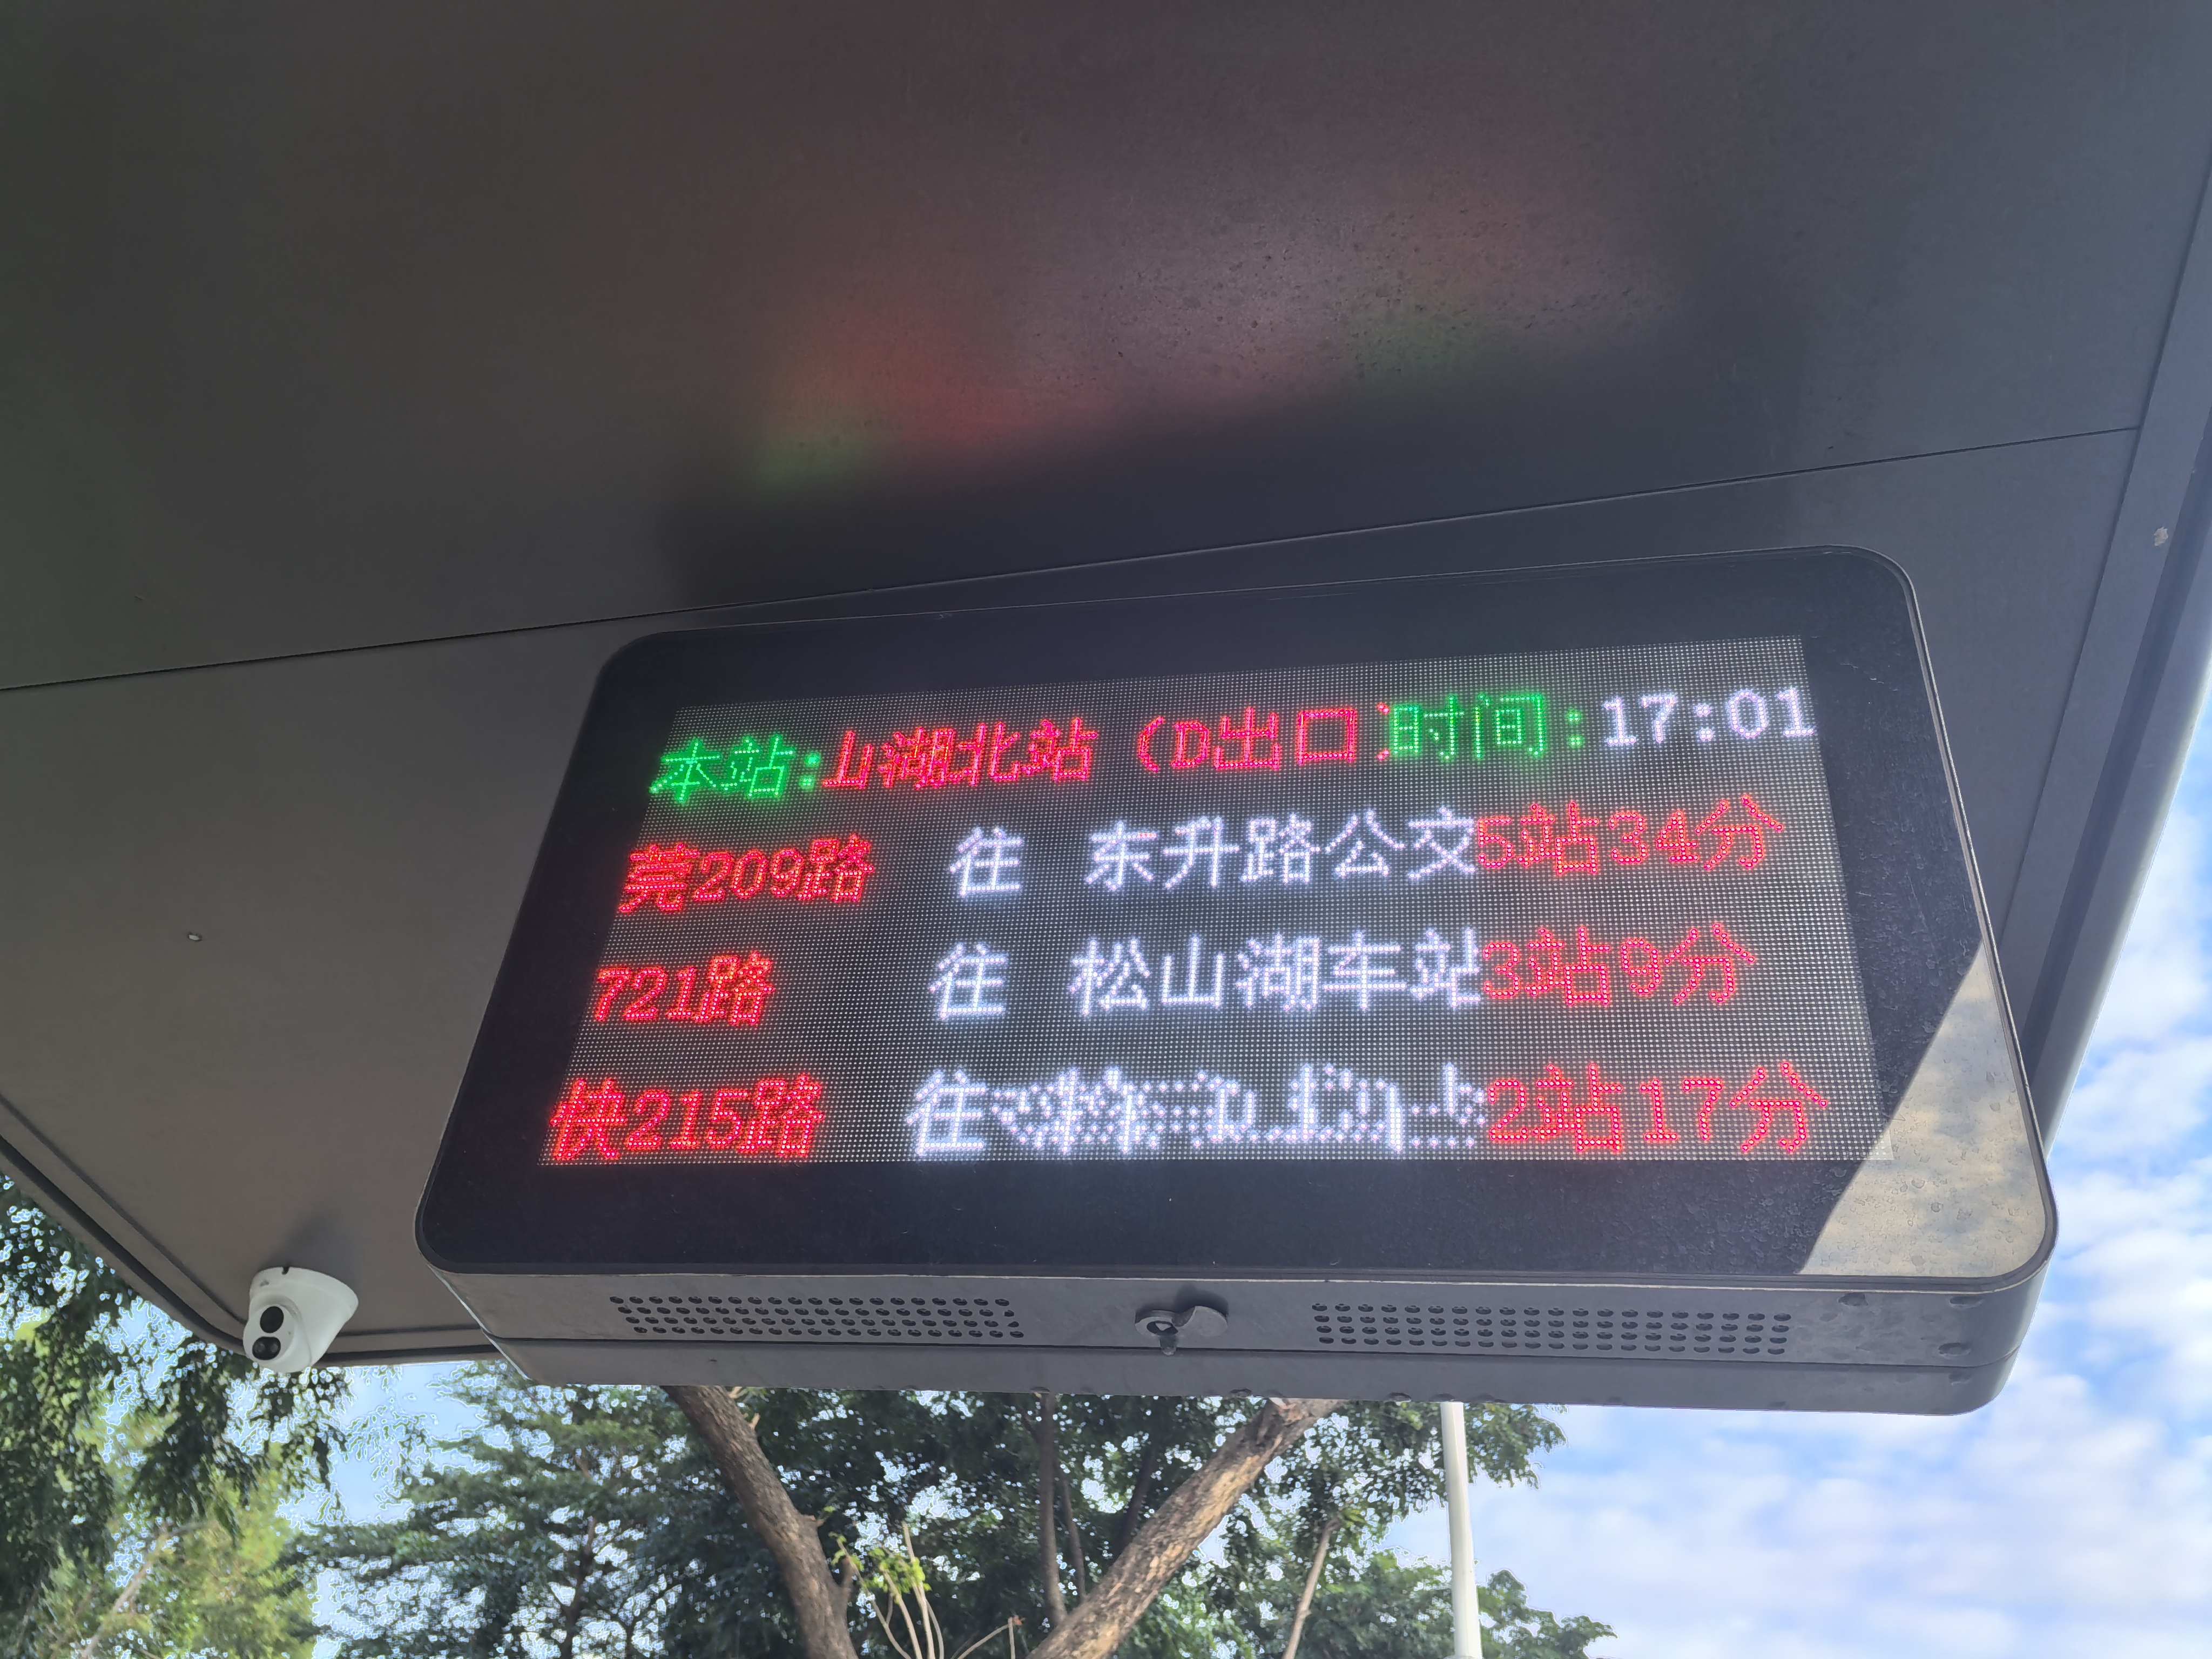 本站:山湖北站（D出口）时间:17:01
莞209路 往 东升路公交5站34分
721路 往 松山湖车站3站9分
快215路 往 2站17分